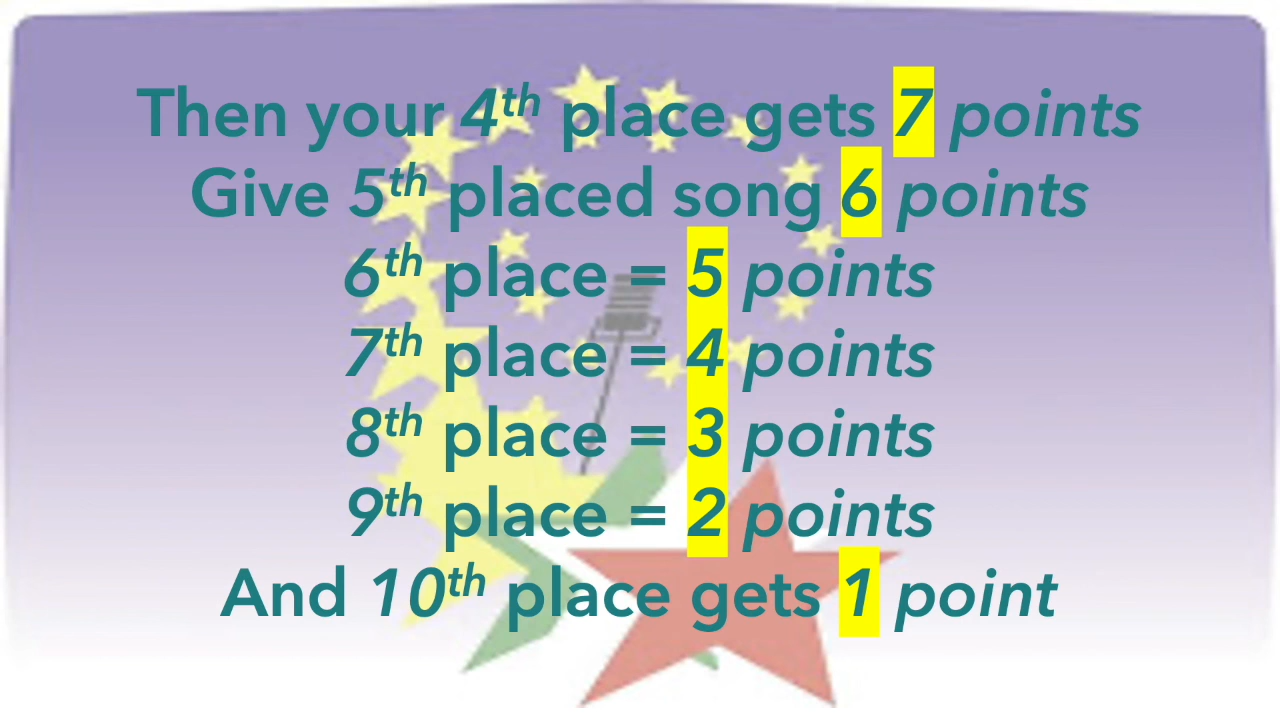 Then your 4th place gets 7 points
Give 5th placed song 6 points
6th place = 5 points
7th place = 4 points
8th place = 3 points
9th place = 2 points
And 10th place gets 1 point